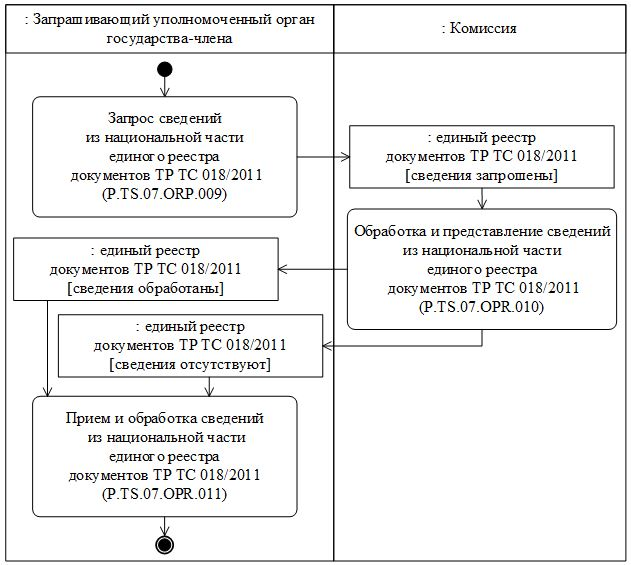 : Запрашивающий уполномоченный орган
государства-члена
: Комиссия
Запрос сведений
из национальной части
единого реестра
документов ТР ТС 018/2011
(P.TS.07.ORP.009)
: единый реестр
документов ТР ТС 018/2011
[сведения запрошены]
Обработка и представление сведений
из национальной части
единого реестра
документов ТР ТС 018/2011
(P.TS.07.OPR.010)
: единый реестр
документов ТР ТС 018/2011
[сведения обработаны]
: единый реестр
документов ТР ТС 018/2011
[сведения отсутствуют]
Прием и обработка сведений
из национальной части
единого реестра
документов ТР ТС 018/2011
(P.TS.07.OPR.011)